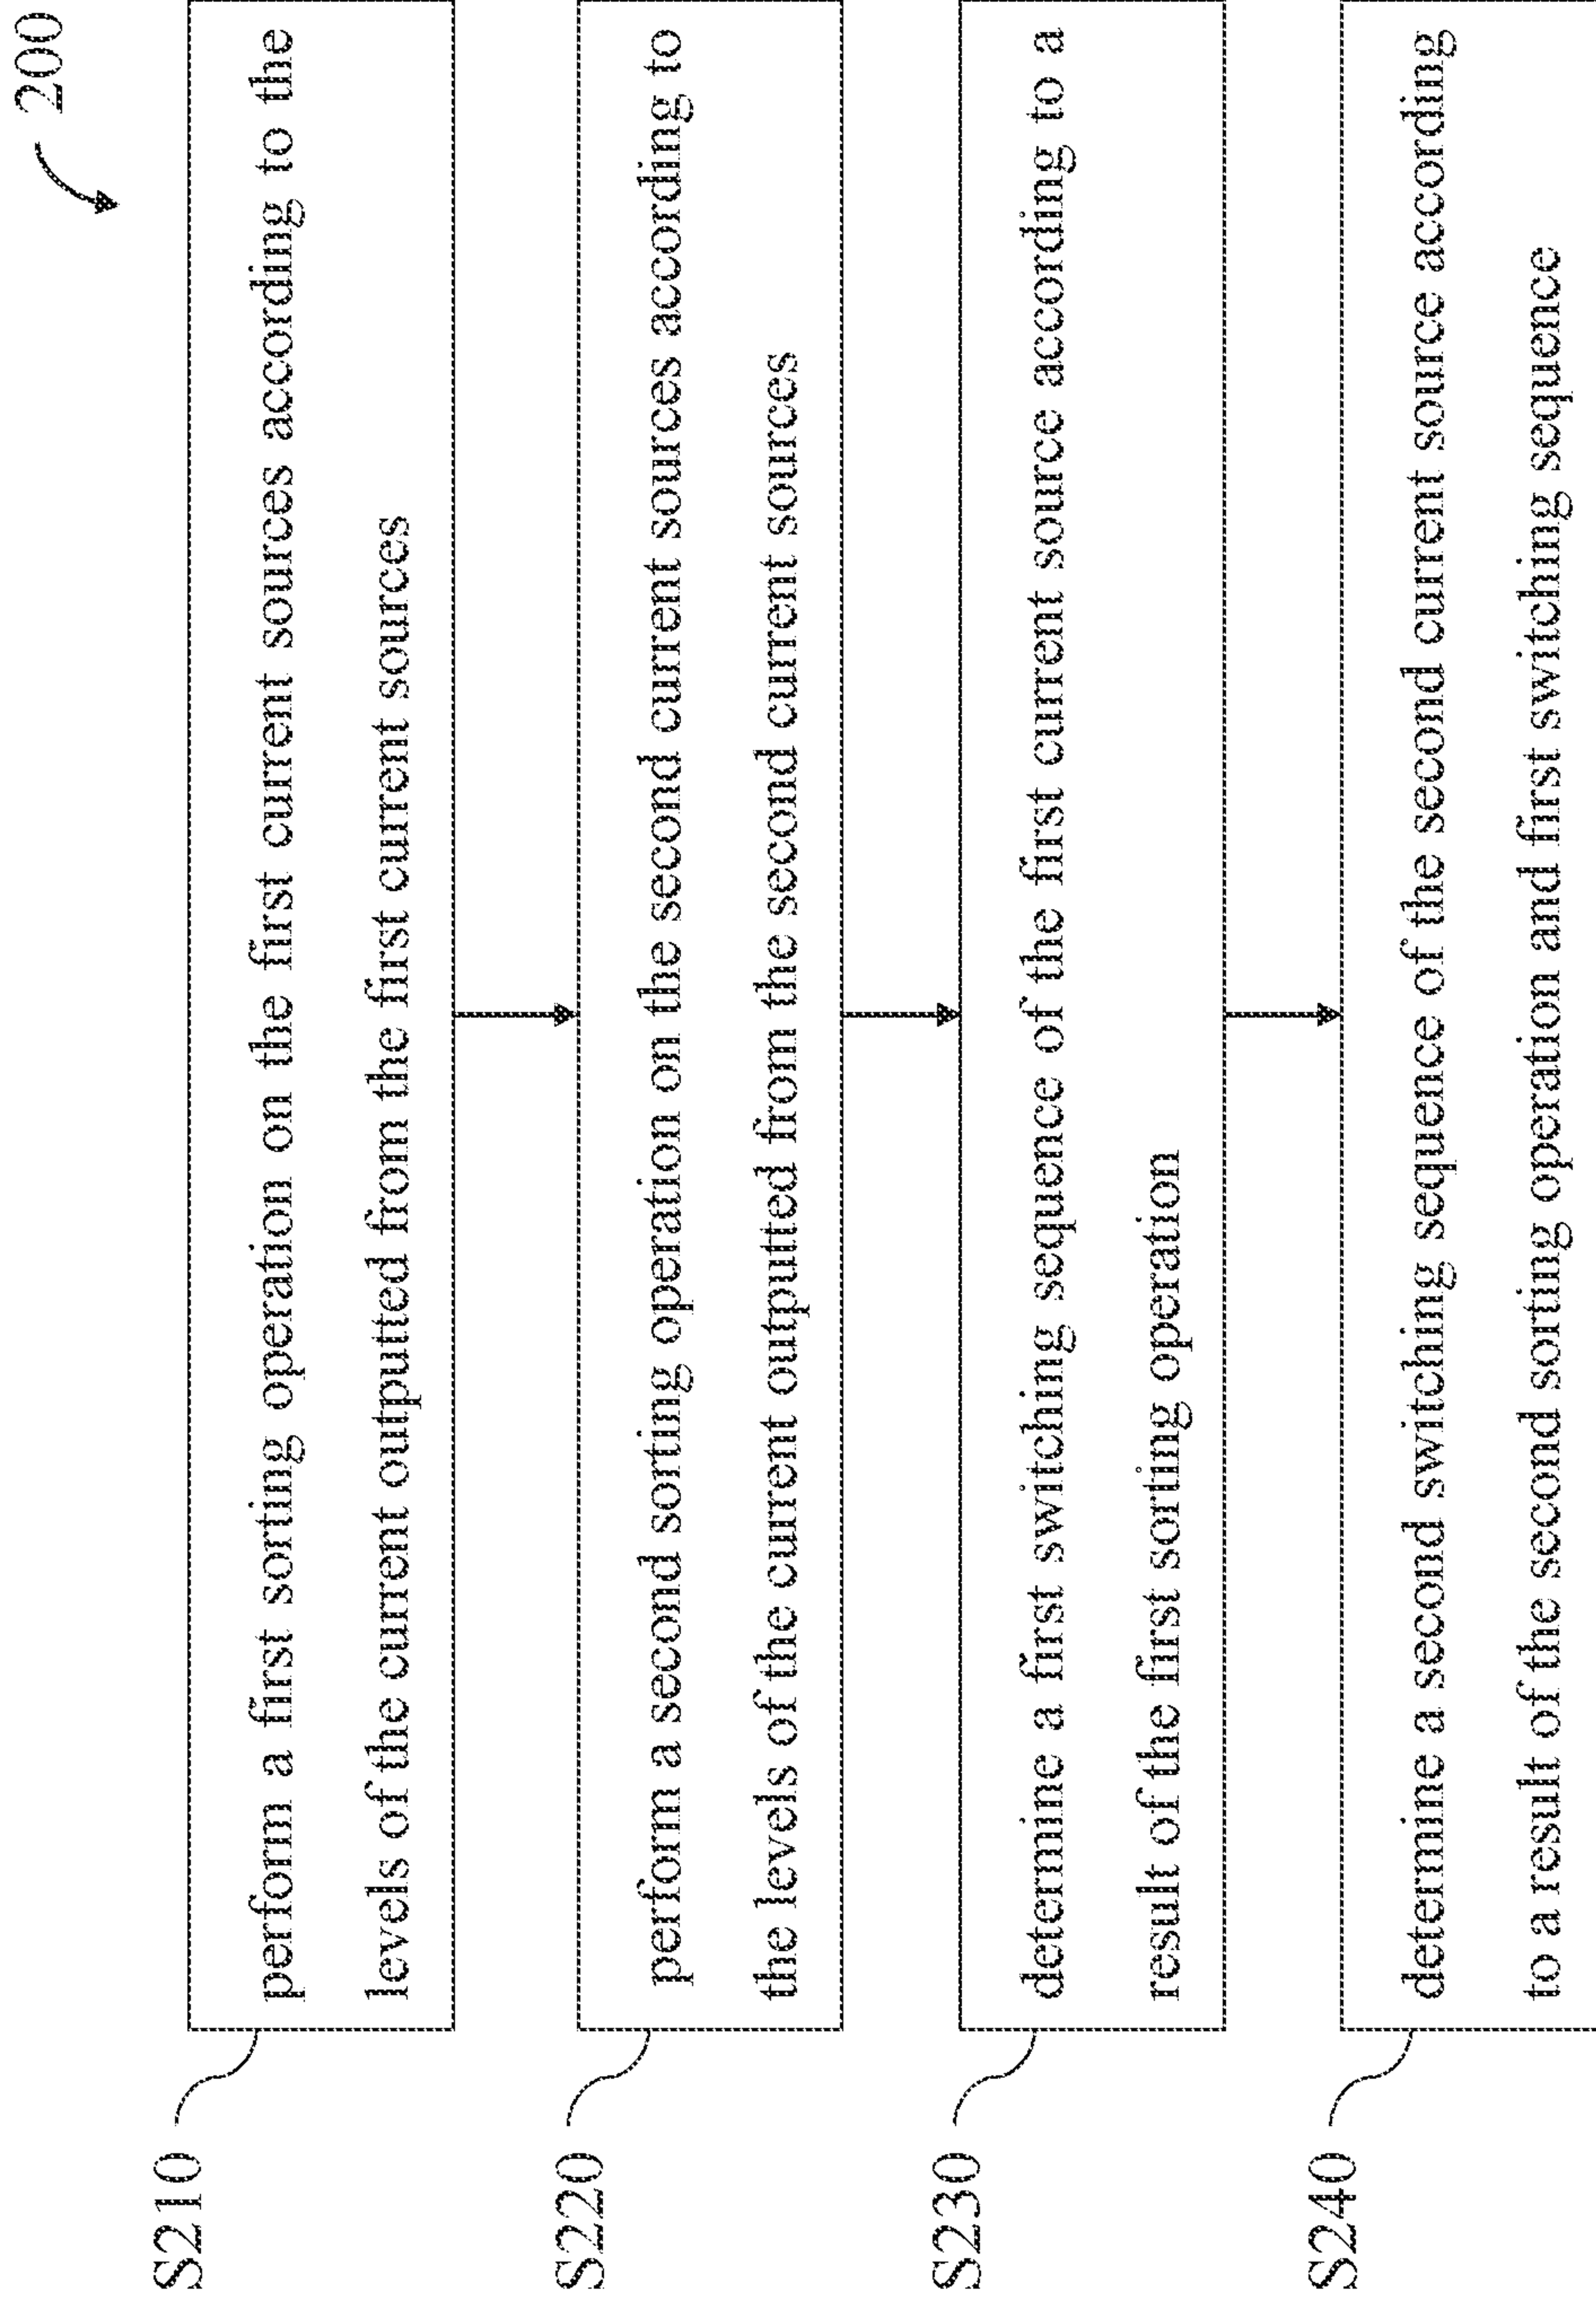 200
S210
perform a first sorting operation on the first current sources according to the
levels of the current outputted from the first current sources
S220
perform a second sorting operation on the second current sources according to
the levels of the current outputted from the second current sources
S230
determine a first switching sequence of the first current source according to a
result of the first sorting operation
S240
determine a second switching sequence of the second current source according
to a result of the second sorting operation and first switching sequence